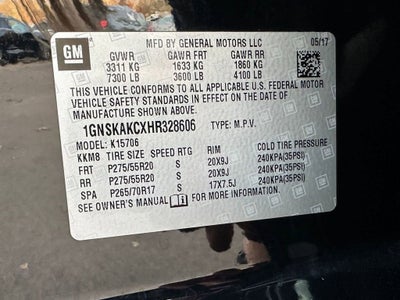 GM
MFD BY GENERAL MOTORS LLC
05/17
GVWR GAWR FRT GAWR RR
3311 KG 1633 KG 1860 KG
7300 LB 3600 LB 4100 LB
THIS VEHICLE CONFORMS TO ALL APPLICABLE U.S. FEDERAL MOTOR
VEHICLE SAFETY STANDARDS IN EFFECT ON THE DATE OF
MANUFACTURE SHOWN ABOVE.
1GNSKAKCXHR328606 TYPE: M.P.V.
MODEL: K15706
KKM8 TIRE SIZE SPEED RTG RIM COLD TIRE PRESSURE
FRT P275/55R20 S 20X9J 240KPA(35PSI)
RR P275/55R20 S 20X9J 240KPA(35PSI)
SPA P265/70R17 S 17X7.5J 240KPA(35PSI)
SEE OWNER'S MANUAL FOR MORE INFORMATION.